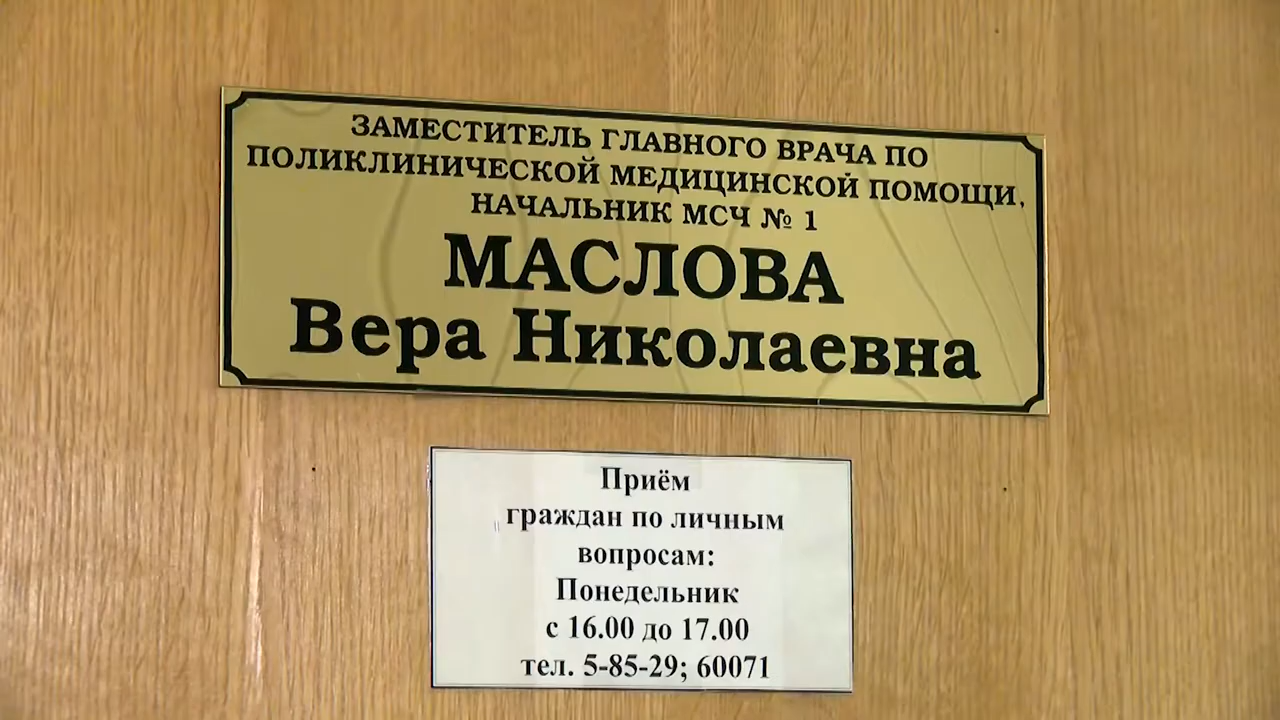 ЗАМЕСТИТЕЛЬ ГЛАВНОГО ВРАЧА ПО
ПОЛИКЛИНИЧЕСКОЙ МЕДИЦИНСКОЙ ПОМОЩИ,
НАЧАЛЬНИК МСЧ № 1
МАСЛОВА
Вера Николаевна
Приём
граждан по личным
вопросам:
Понедельник
с 16.00 до 17.00
тел. 5-85-29; 60071